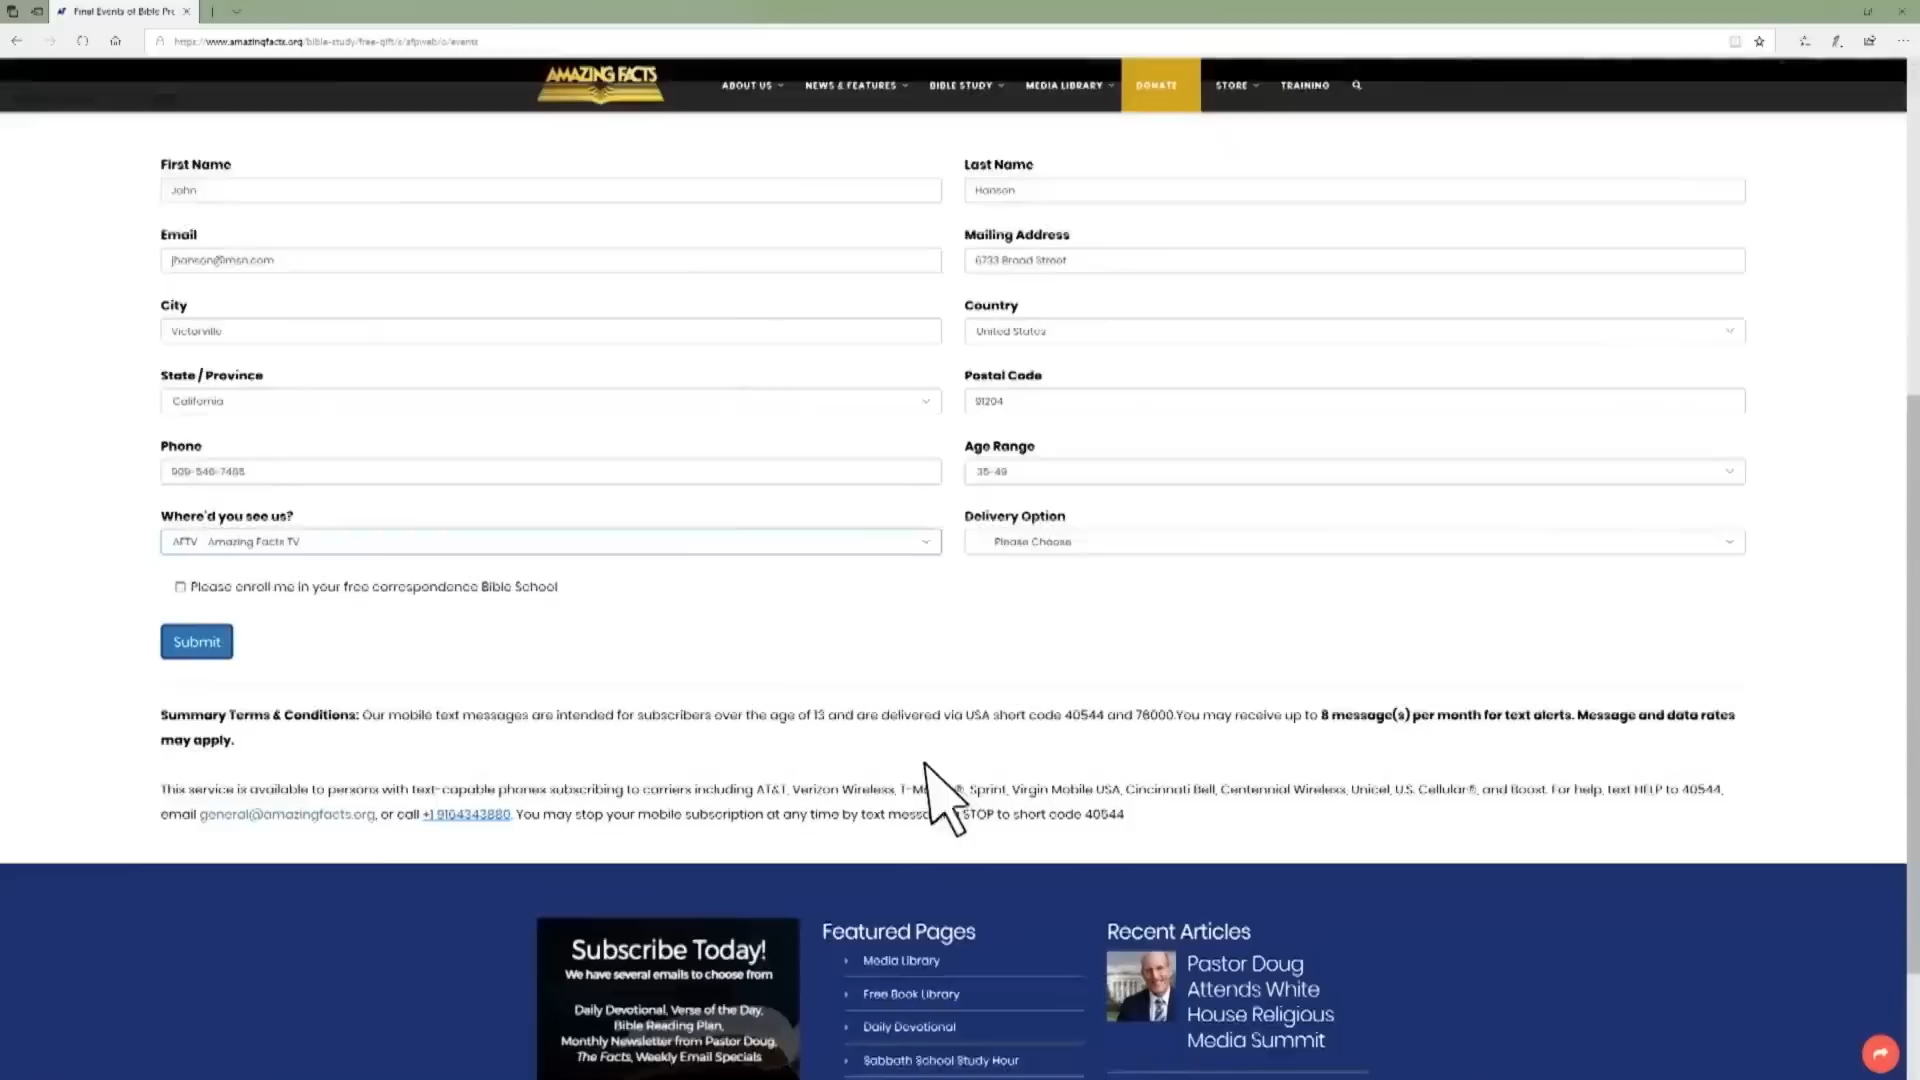 Final Events of Bible Pro
https://www.amazingfacts.org/bible-study/free-gift/s/afpweb/o/events
AMAZING FACTS
ABOUT US
NEWS & FEATURES
BIBLE STUDY
MEDIA LIBRARY
DONATE
STORE
TRAINING
First Name
Last Name
John
Hanson
Email
Mailing Address
jhanson@msn.com
6733 Broad Street
City
Country
Victorville
United States
State / Province
Postal Code
California
91204
Phone
Age Range
909-546-7485
35-49
Where'd you see us?
Delivery Option
AFTV Amazing Facts TV
Please Choose
Please enroll me in your free correspondence Bible School
Submit
Summary Terms & Conditions: Our mobile text messages are intended for subscribers over the age of 13 and are delivered via USA short code 40544 and 76000.You may receive up to 8 message(s) per month for text alerts. Message and data rates
may apply.
This service is available to persons with text-capable phones subscribing to carriers including AT&T, Verizon Wireless, Sprint, Virgin Mobile USA, Cincinnati Bell, Centennial Wireless, Unicel, U.S. Cellular®, and Boost. For help, text HELP to 40544,
email general@amazingfacts.org, or call +19164343880. You may stop your mobile subscription at any time by text STOP to short code 40544
Subscribe Today!
We have several emails to choose from
Daily Devotional, Verse of the Day,
Bible Reading Plan,
Monthly Newsletter from Pastor Doug,
The Facts, Weekly Email Specials
Featured Pages
Media Library
Free Book Library
Daily Devotional
Sabbath School Study Hour
Recent Articles
Pastor Doug
Attends White
House Religious
Media Summit